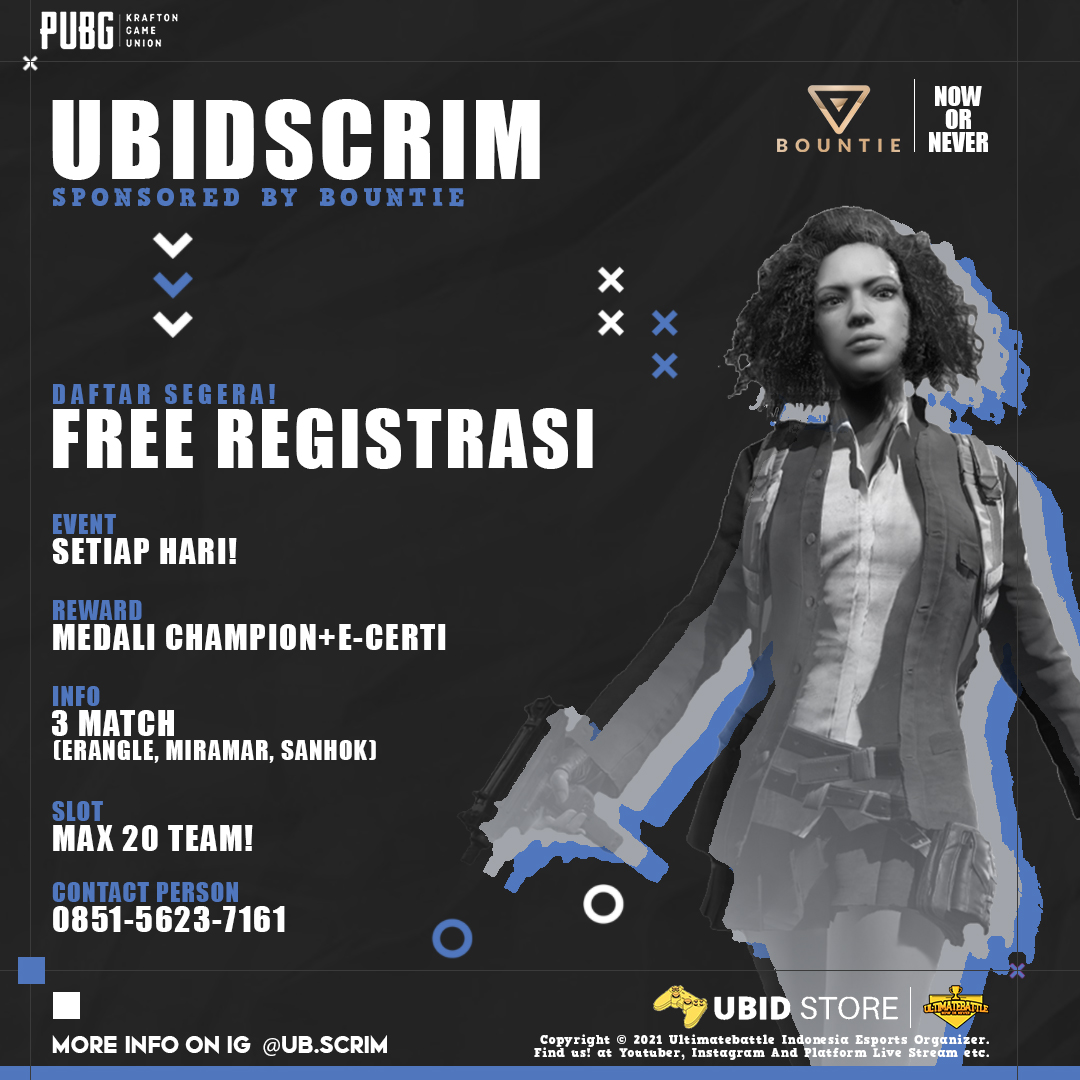 PUBG
KRAFTON
GAME
UNION
UBIDSCRIM
SPONSORED BY BOUNTIE
BOUNTIE
NOW
OR
NEVER
DAFTAR SEGERA!
FREE REGISTRASI
EVENT
SETIAP HARI!
REWARD
MEDALI CHAMPION+E-CERTI
INFO
3 MATCH
(ERANGLE, MIRAMAR, SANHOK)
SLOT
MAX 20 TEAM!
CONTACT PERSON
0851-5623-7161
MORE INFO ON IG @UB.SCRIM
UBID STORE
ULTIMATEBATTLE
Copyright © 2021 Ultimatebattle Indonesia Esports Organizer.
Find us! at Youtuber, Instagram And Platform Live Stream etc.